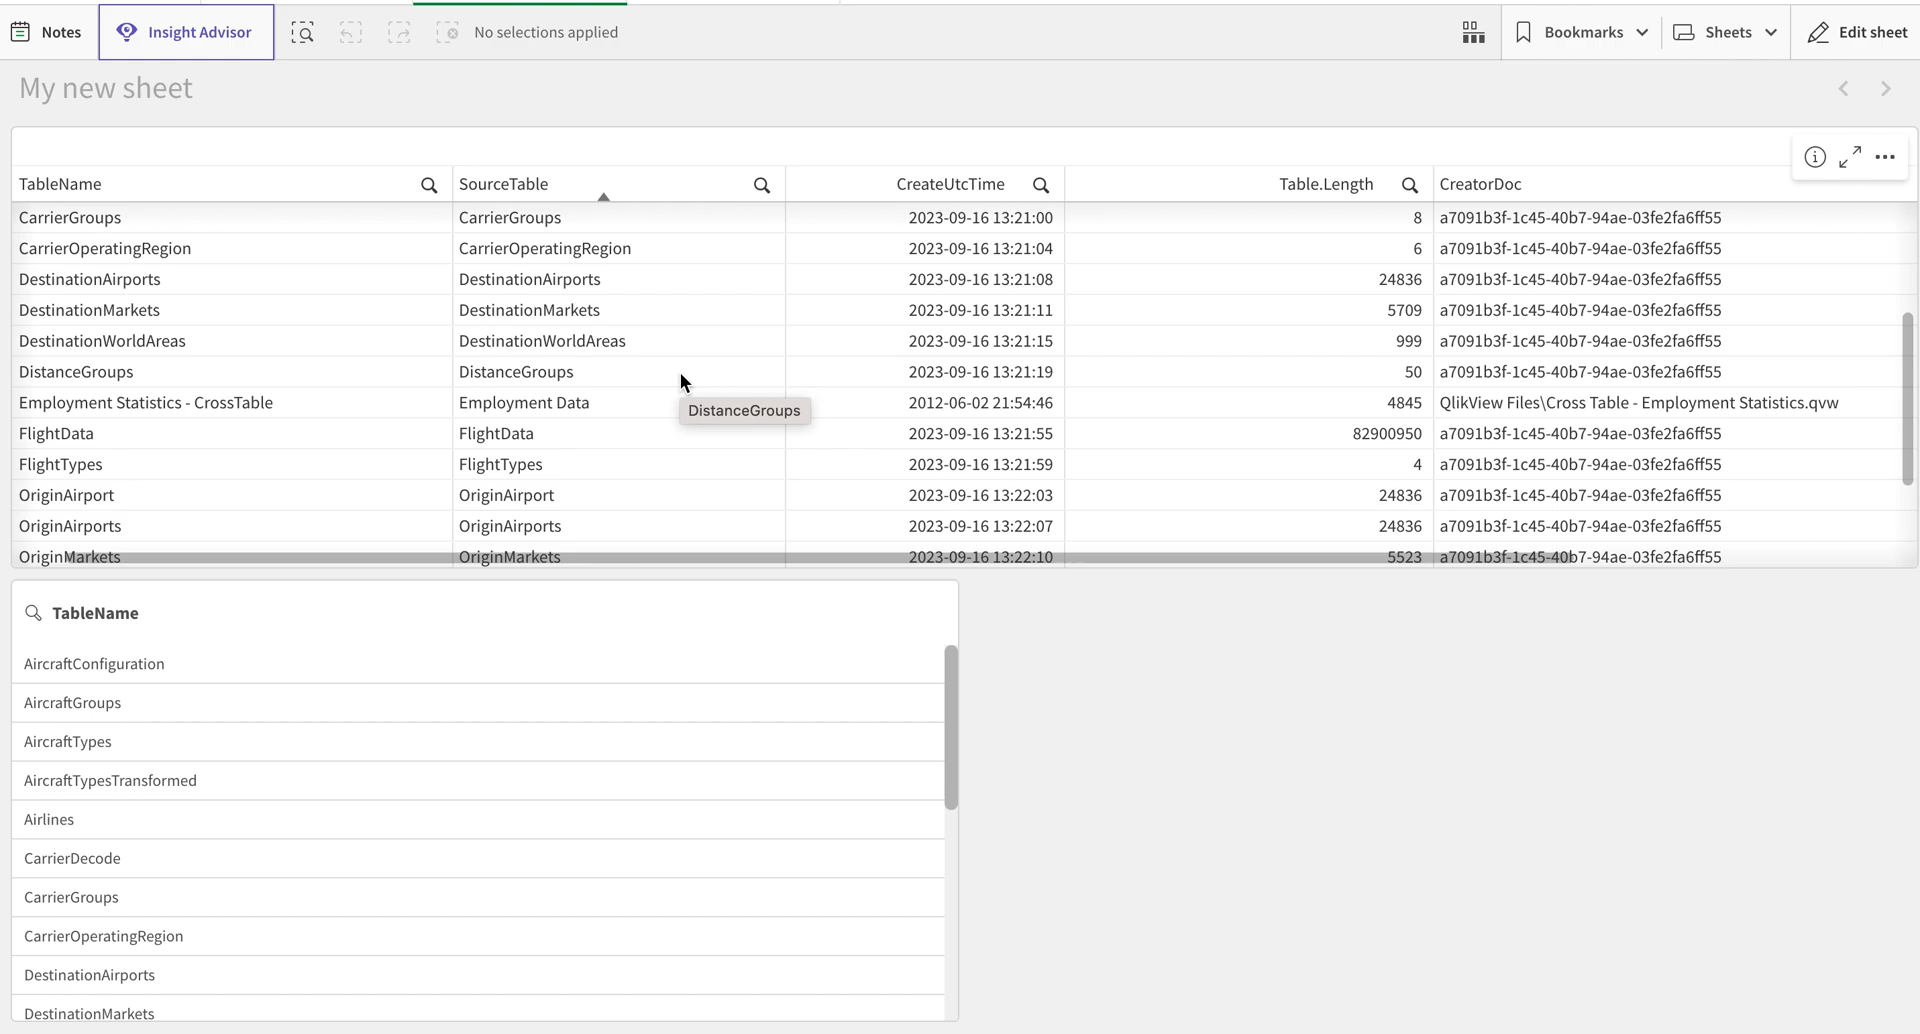 Notes Insight Advisor No selections applied Bookmarks Sheets Edit sheet
My new sheet
TableName SourceTable CreateUtcTime Table.Length CreatorDoc
CarrierGroups CarrierGroups 2023-09-16 13:21:00 8 a7091b3f-1c45-40b7-94ae-03fe2fa6ff55
CarrierOperatingRegion CarrierOperatingRegion 2023-09-16 13:21:04 6 a7091b3f-1c45-40b7-94ae-03fe2fa6ff55
DestinationAirports DestinationAirports 2023-09-16 13:21:08 24836 a7091b3f-1c45-40b7-94ae-03fe2fa6ff55
DestinationMarkets DestinationMarkets 2023-09-16 13:21:11 5709 a7091b3f-1c45-40b7-94ae-03fe2fa6ff55
DestinationWorldAreas DestinationWorldAreas 2023-09-16 13:21:15 999 a7091b3f-1c45-40b7-94ae-03fe2fa6ff55
DistanceGroups DistanceGroups 2023-09-16 13:21:19 50 a7091b3f-1c45-40b7-94ae-03fe2fa6ff55
Employment Statistics - CrossTable Employment Data 2012-06-02 21:54:46 4845 QlikView Files\Cross Table - Employment Statistics.qvw
DistanceGroups
FlightData FlightData 2023-09-16 13:21:55 82900950 a7091b3f-1c45-40b7-94ae-03fe2fa6ff55
FlightTypes FlightTypes 2023-09-16 13:21:59 4 a7091b3f-1c45-40b7-94ae-03fe2fa6ff55
OriginAirport OriginAirport 2023-09-16 13:22:03 24836 a7091b3f-1c45-40b7-94ae-03fe2fa6ff55
OriginAirports OriginAirports 2023-09-16 13:22:07 24836 a7091b3f-1c45-40b7-94ae-03fe2fa6ff55
OriginMarkets OriginMarkets 2023-09-16 13:22:10 5523 a7091b3f-1c45-40b7-94ae-03fe2fa6ff55
TableName
AircraftConfiguration
AircraftGroups
AircraftTypes
AircraftTypesTransformed
Airlines
CarrierDecode
CarrierGroups
CarrierOperatingRegion
DestinationAirports
DestinationMarkets